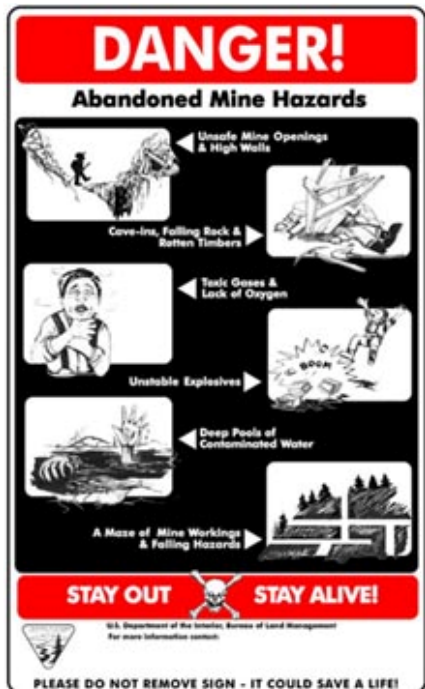 DANGER!
Abandoned Mine Hazards
Unsafe Mine Openings
& High Walls
Cave-ins, Falling Rock &
Rotten Timbers
Toxic Gases &
Lack of Oxygen
BOOM
Unstable Explosives
Deep Pools of
Contaminated Water
A Maze of Mine Workings
& Falling Hazards
STAY OUT STAY ALIVE!
U.S. Department of the Interior, Bureau of Land Management
For more information contact:
PLEASE DO NOT REMOVE SIGN - IT COULD SAVE A LIFE!